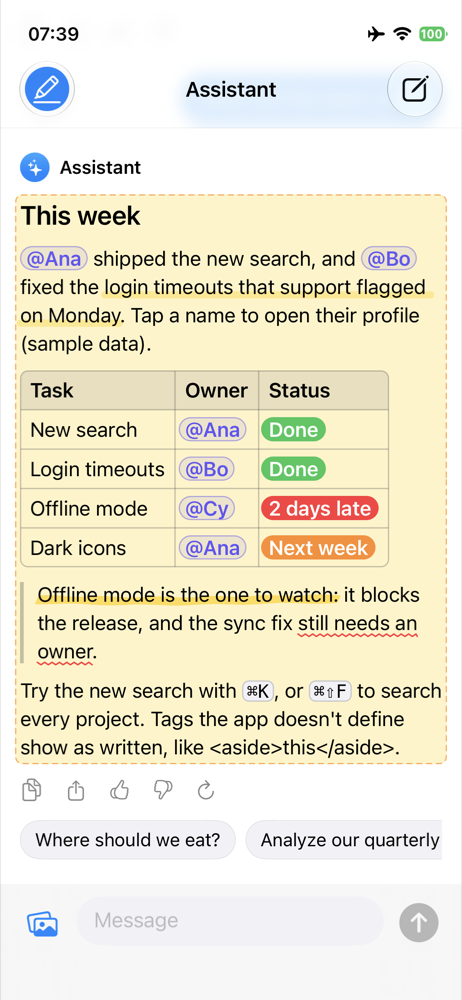 07:39
100
Assistant
Assistant
This week
@Ana shipped the new search, and @Bo
fixed the login timeouts that support flagged
on Monday. Tap a name to open their profile
(sample data).
Task Owner Status
New search @Ana Done
Login timeouts @Bo Done
Offline mode @Cy 2 days late
Dark icons @Ana Next week
Offline mode is the one to watch: it blocks
the release, and the sync fix still needs an
owner.
Try the new search with ⌘K, or ⌘⇧F to search
every project. Tags the app doesn't define
show as written, like <aside>this</aside>.
Where should we eat? Analyze our quarterly
Message